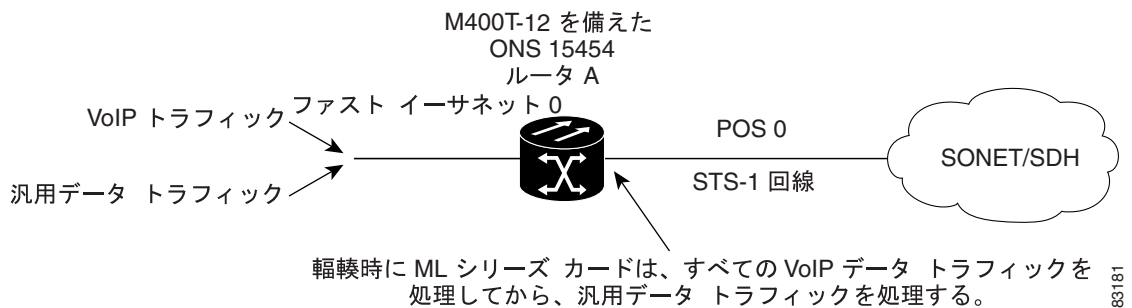 M400T-12 を備えた
ONS 15454
ルータ A
ファスト イーサネット 0
VoIP トラフィック
汎用データ トラフィック
POS 0
STS-1 回線
SONET/SDH
輻輳時に ML シリーズ カードは、すべての VoIP データ トラフィックを
処理してから、汎用データ トラフィックを処理する。
83181